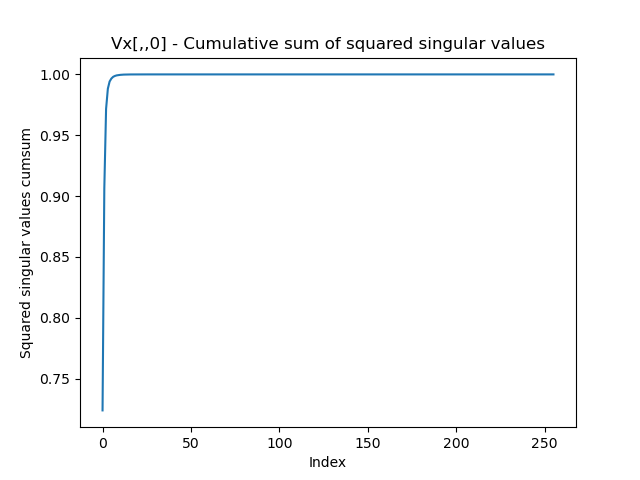 Vx[,,0] - Cumulative sum of squared singular values
1.00
0.95
0.90
0.85
0.80
0.75
Squared singular values cumsum
0 50 100 150 200 250
Index